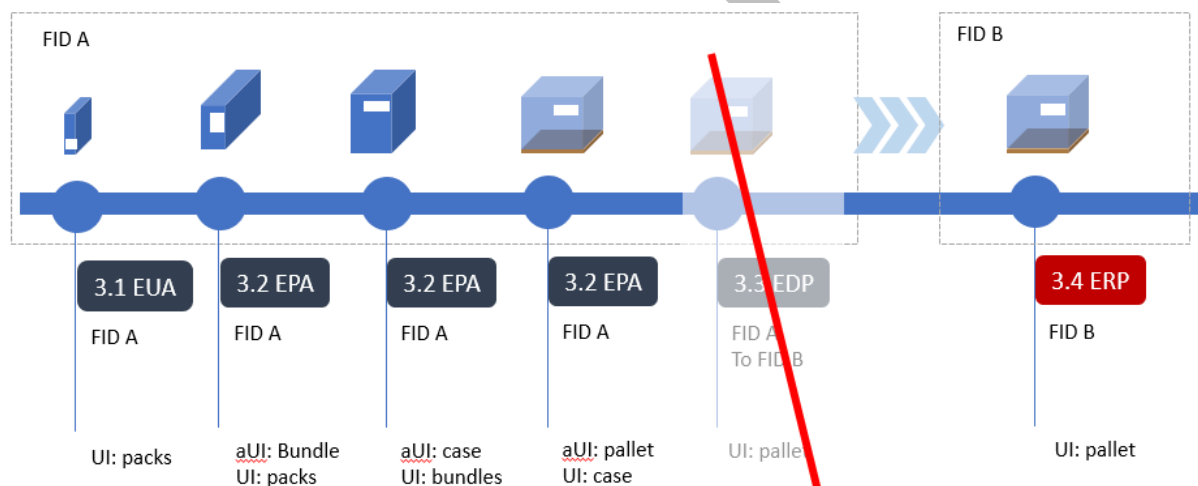 FID A
FID B
3.1 EUA
3.2 EPA
3.2 EPA
3.2 EPA
3.3 EDP
3.4 ERP
FID A
FID A
FID A
FID A
FID A
To FID B
FID B
UI: packs
aUI: Bundle
UI: packs
aUI: case
UI: bundles
aUI: pallet
UI: case
UI: pallet
UI: pallet